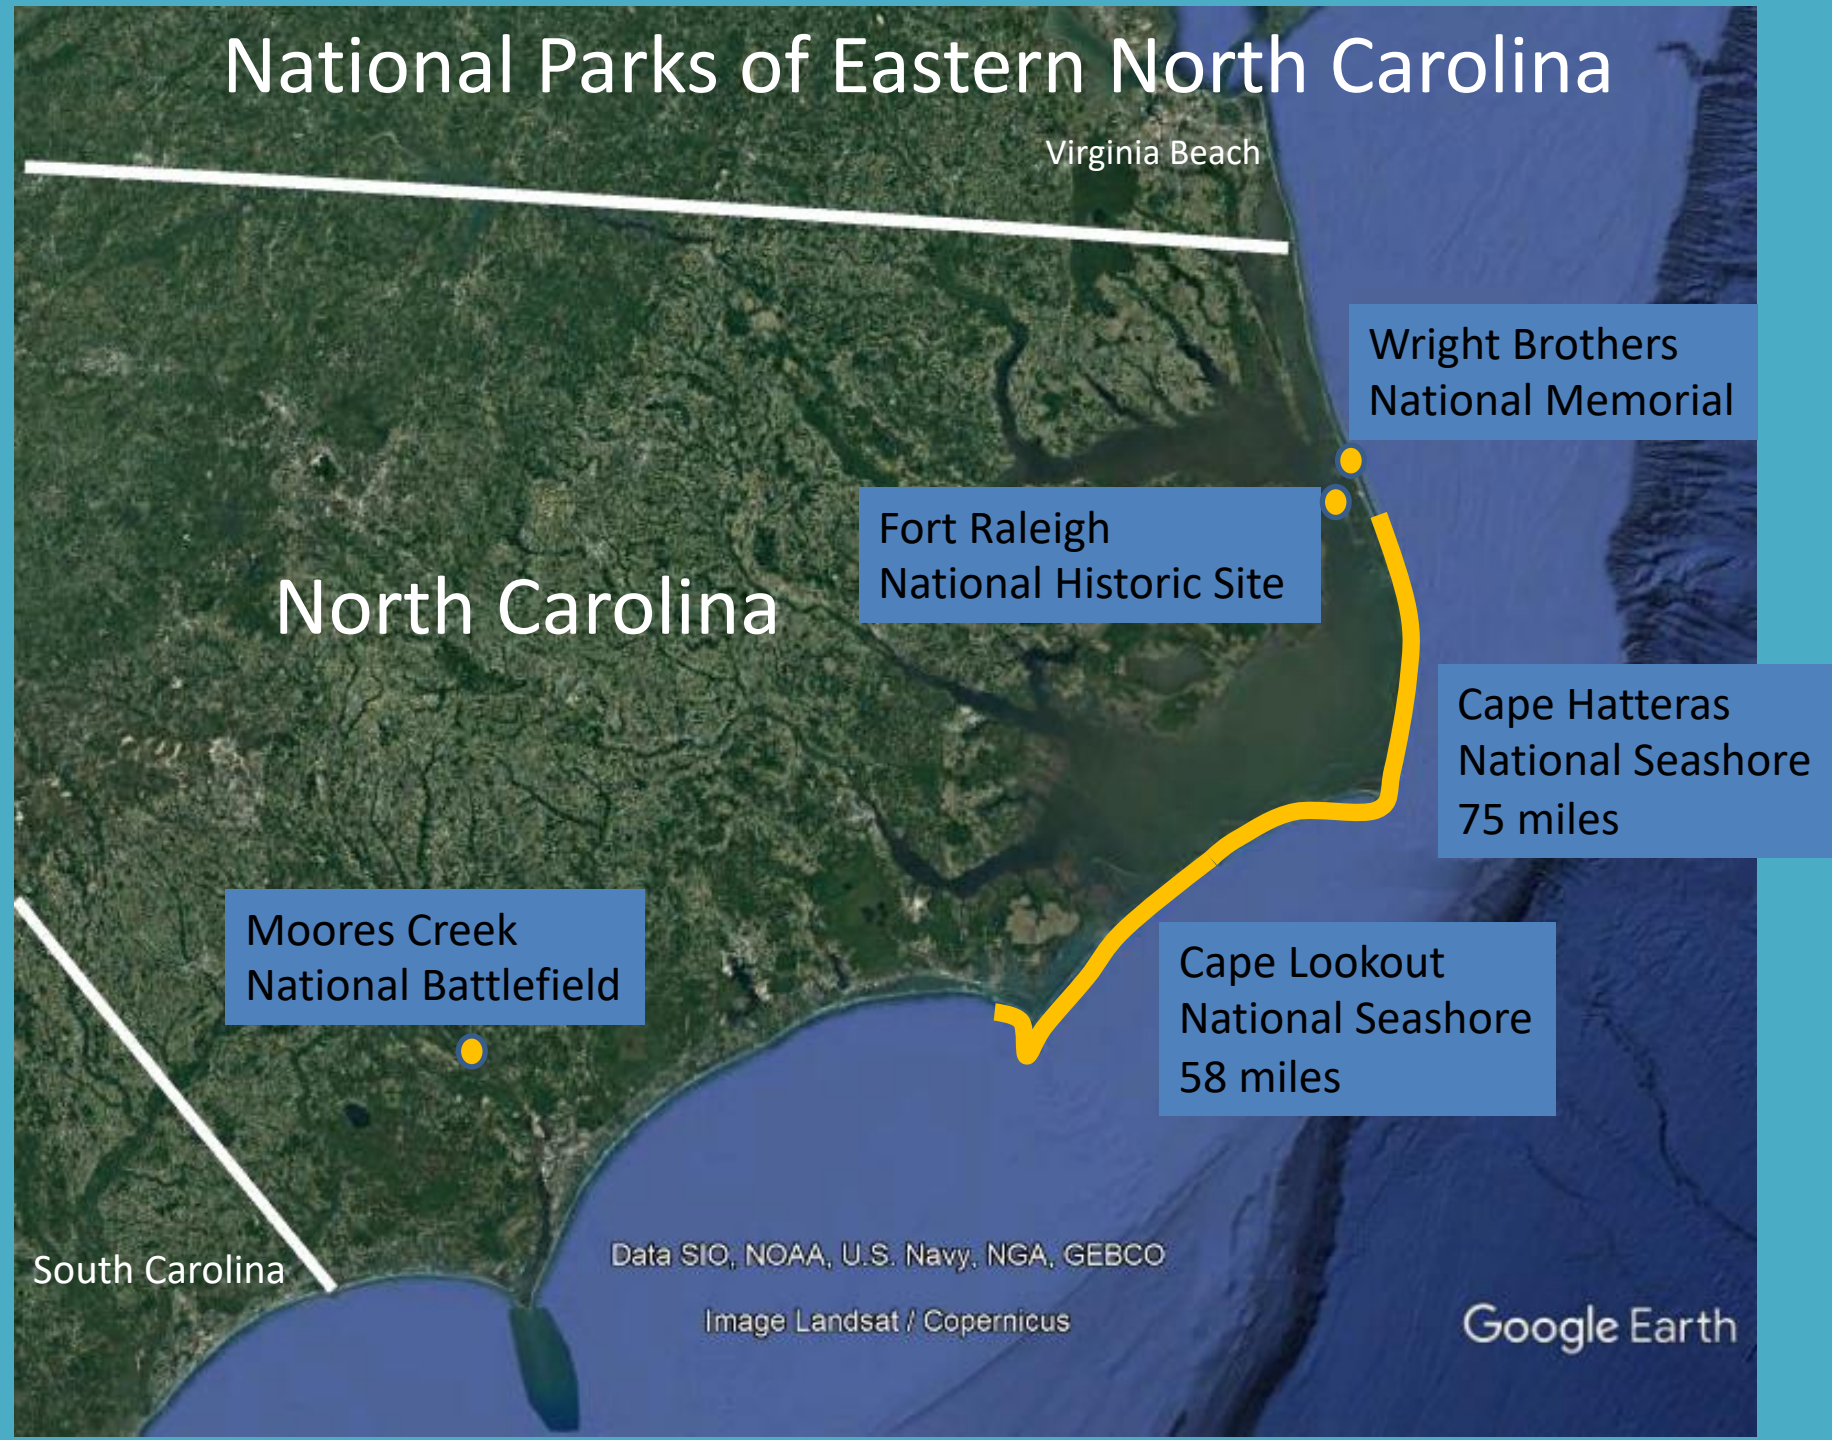 National Parks of Eastern North Carolina
Virginia Beach
Wright Brothers
National Memorial
Fort Raleigh
National Historic Site
North Carolina
Cape Hatteras
National Seashore
75 miles
Moores Creek
National Battlefield
Cape Lookout
National Seashore
58 miles
South Carolina
Data SIO, NOAA, U.S. Navy, NGA, GEBCO
Image Landsat / Copernicus
Google Earth